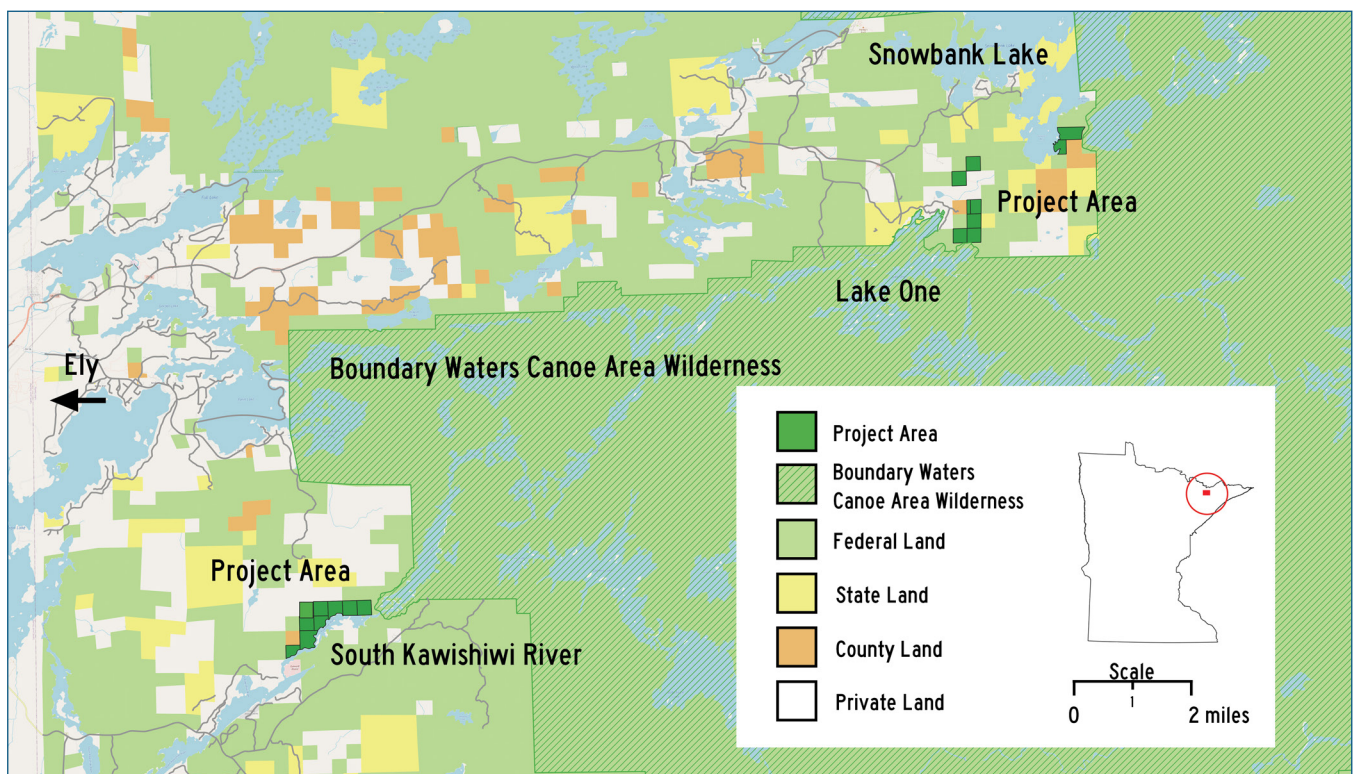 Snowbank Lake
Project Area
Lake One
Ely
Boundary Waters Canoe Area Wilderness
Project Area
South Kawishiwi River
Project Area
Boundary Waters
Canoe Area Wilderness
Federal Land
State Land
County Land
Private Land
Scale
0
1
2 miles